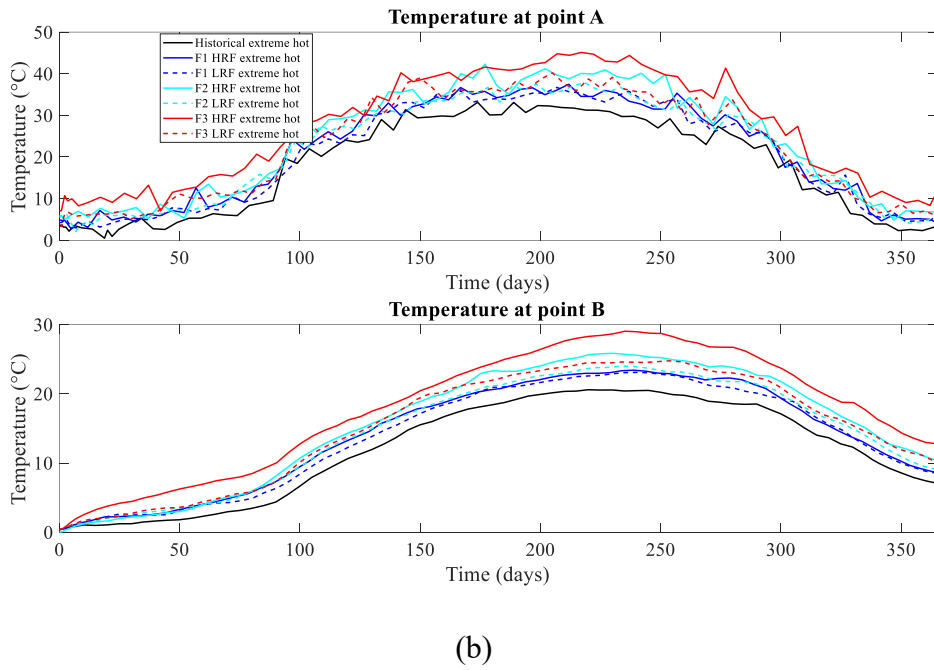 Temperature at point A
50
40
30
20
10
0
Temperature (°C)
Historical extreme hot
F1 HRF extreme hot
F1 LRF extreme hot
F2 HRF extreme hot
F2 LRF extreme hot
F3 HRF extreme hot
F3 LRF extreme hot
0 50 100 150 200 250 300 350
Time (days)
Temperature at point B
30
20
10
0
Temperature (°C)
0 50 100 150 200 250 300 350
Time (days)
(b)